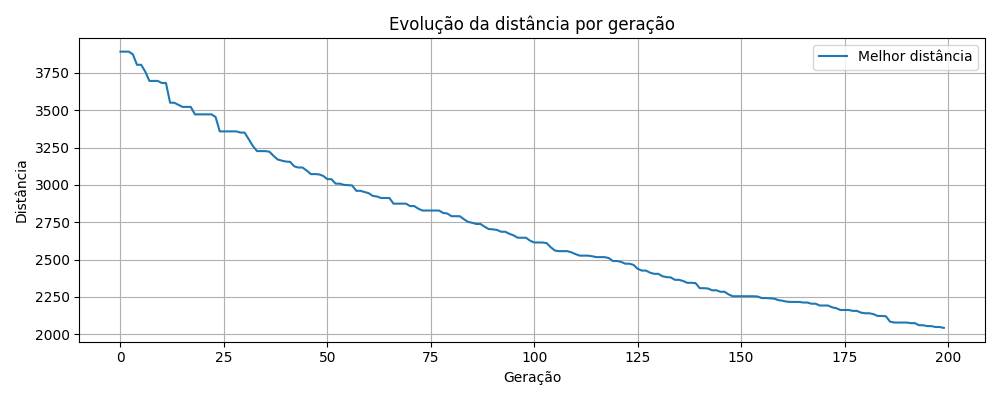 Evolução da distância por geração
Melhor distância
Distância
3750
3500
3250
3000
2750
2500
2250
2000
0 25 50 75 100 125 150 175 200
Geração